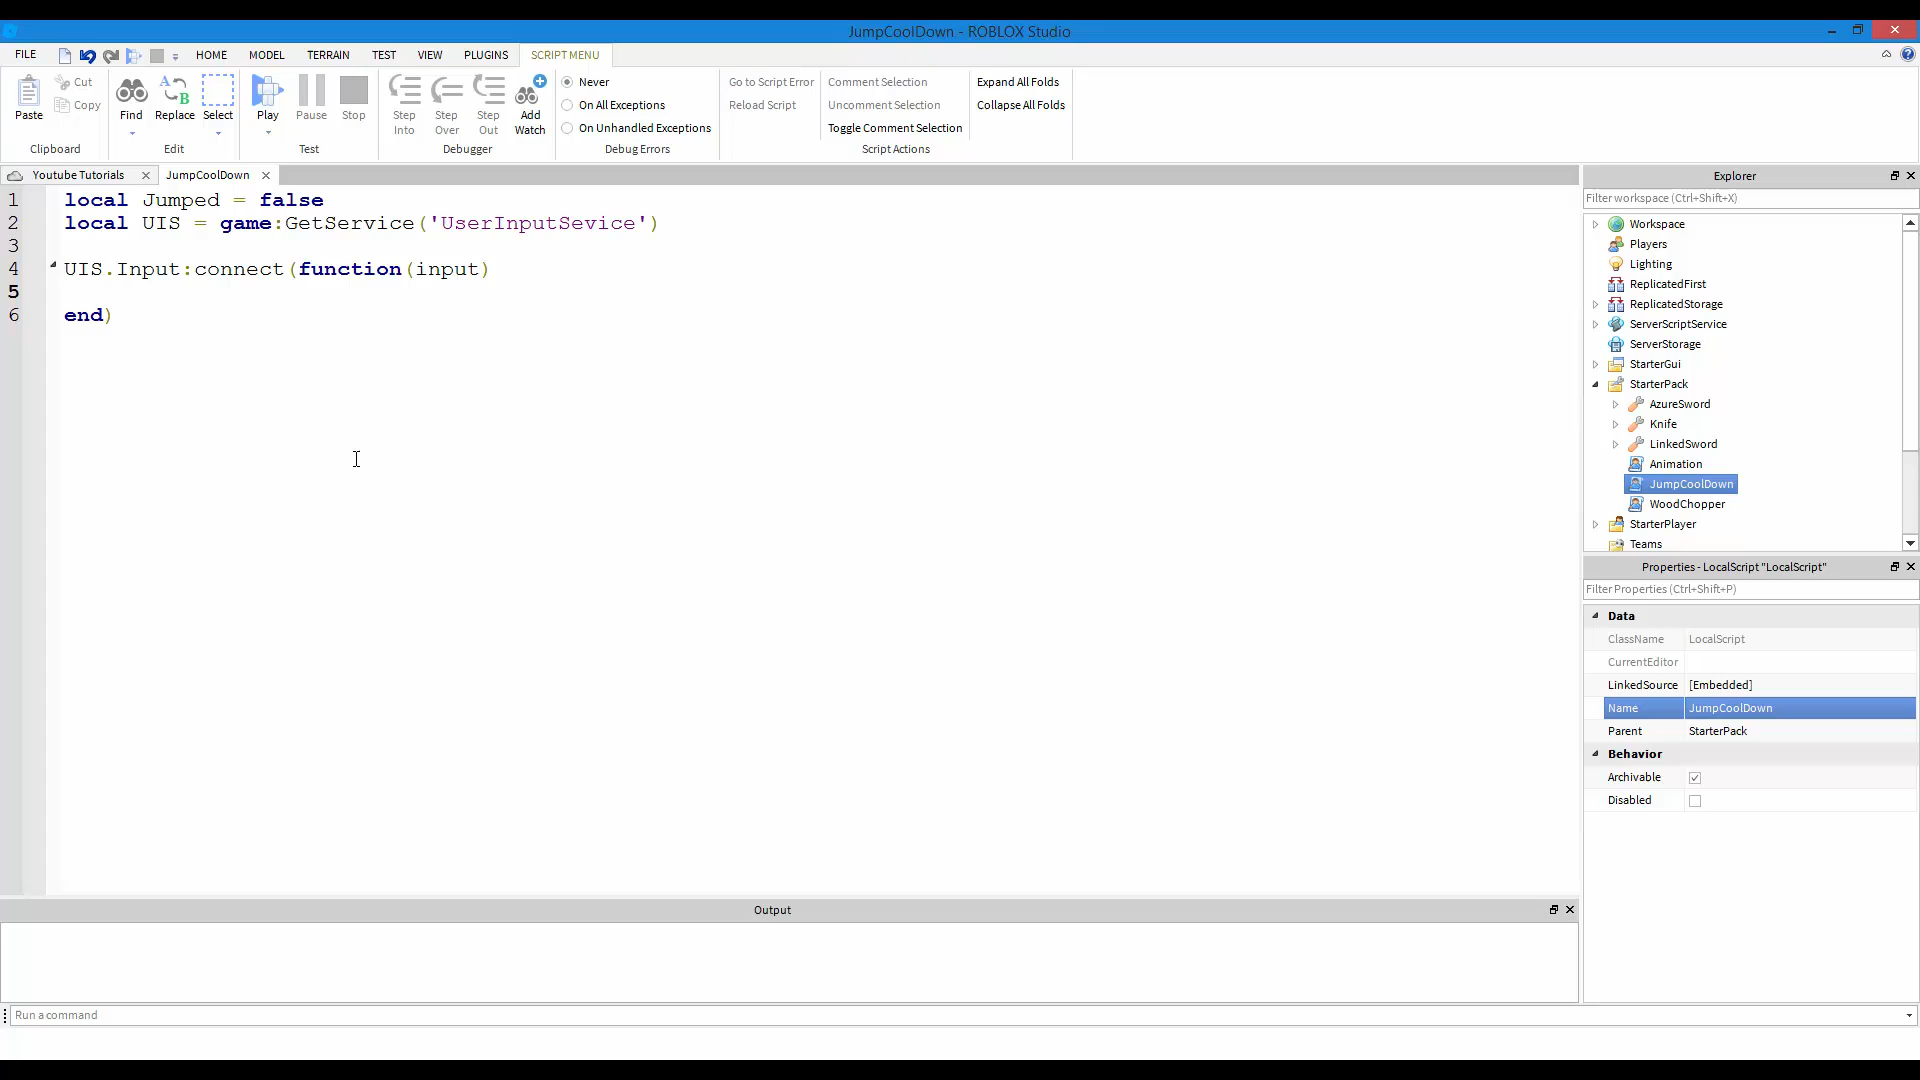 JumpCoolDown - ROBLOX Studio
FILE HOME MODEL TERRAIN TEST VIEW PLUGINS SCRIPT MENU
Paste
Cut
Copy
Clipboard
Find
Replace
Select
Edit
Play
Pause
Stop
Test
Step Into
Step Over
Step Out
Add Watch
Debugger
Never
On All Exceptions
On Unhandled Exceptions
Debug Errors
Go to Script Error
Reload Script
Comment Selection
Uncomment Selection
Toggle Comment Selection
Script Actions
Expand All Folds
Collapse All Folds
Youtube Tutorials
JumpCoolDown
1 local Jumped = false
2 local UIS = game:GetService('UserInputSevice')
3
4 UIS.Input:connect(function(input)
5
6 end)
Output
Run a command
Explorer
Filter workspace (Ctrl+Shift+X)
Workspace
Players
Lighting
ReplicatedFirst
ReplicatedStorage
ServerScriptService
ServerStorage
StarterGui
StarterPack
AzureSword
Knife
LinkedSword
Animation
JumpCoolDown
WoodChopper
StarterPlayer
Teams
Properties - LocalScript "LocalScript"
Filter Properties (Ctrl+Shift+P)
Data
ClassName LocalScript
CurrentEditor
LinkedSource [Embedded]
Name JumpCoolDown
Parent StarterPack
Behavior
Archivable
Disabled